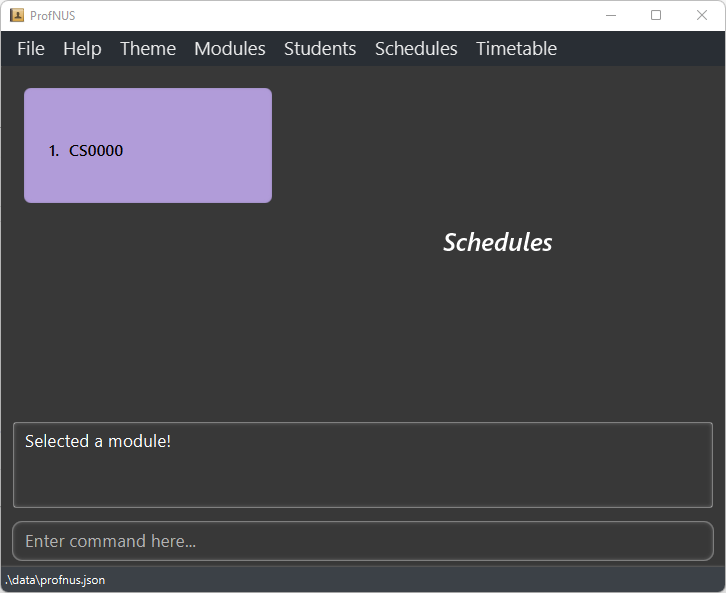 ProfNUS
File Help Theme Modules Students Schedules Timetable
1. CS0000
Schedules
Selected a module!
Enter command here...
.\data\profnus.json